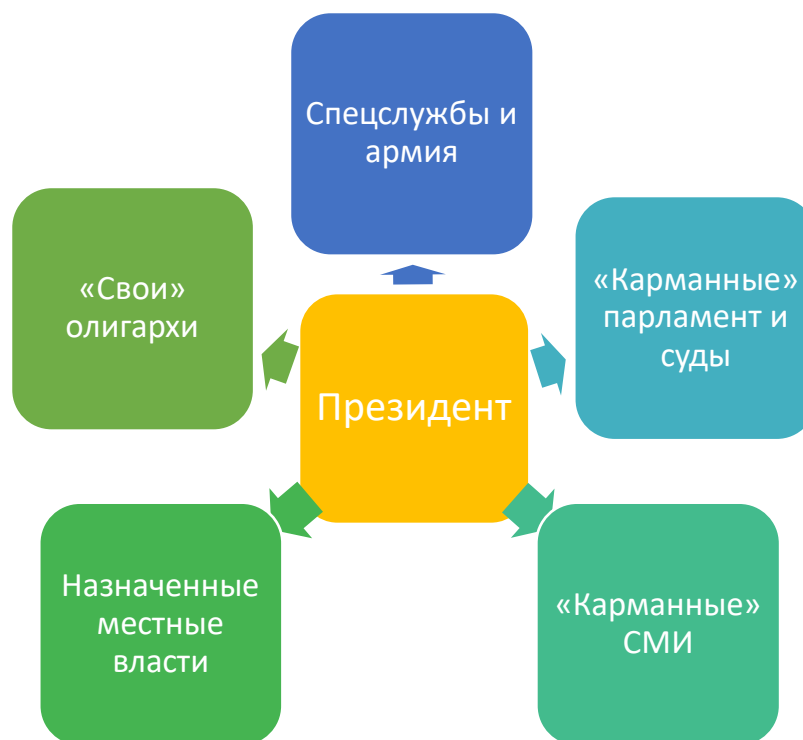 Спецслужбы и
армия
«Свои»
олигархи
«Карманные»
парламент и
суды
Президент
Назначенные
местные
власти
«Карманные»
СМИ